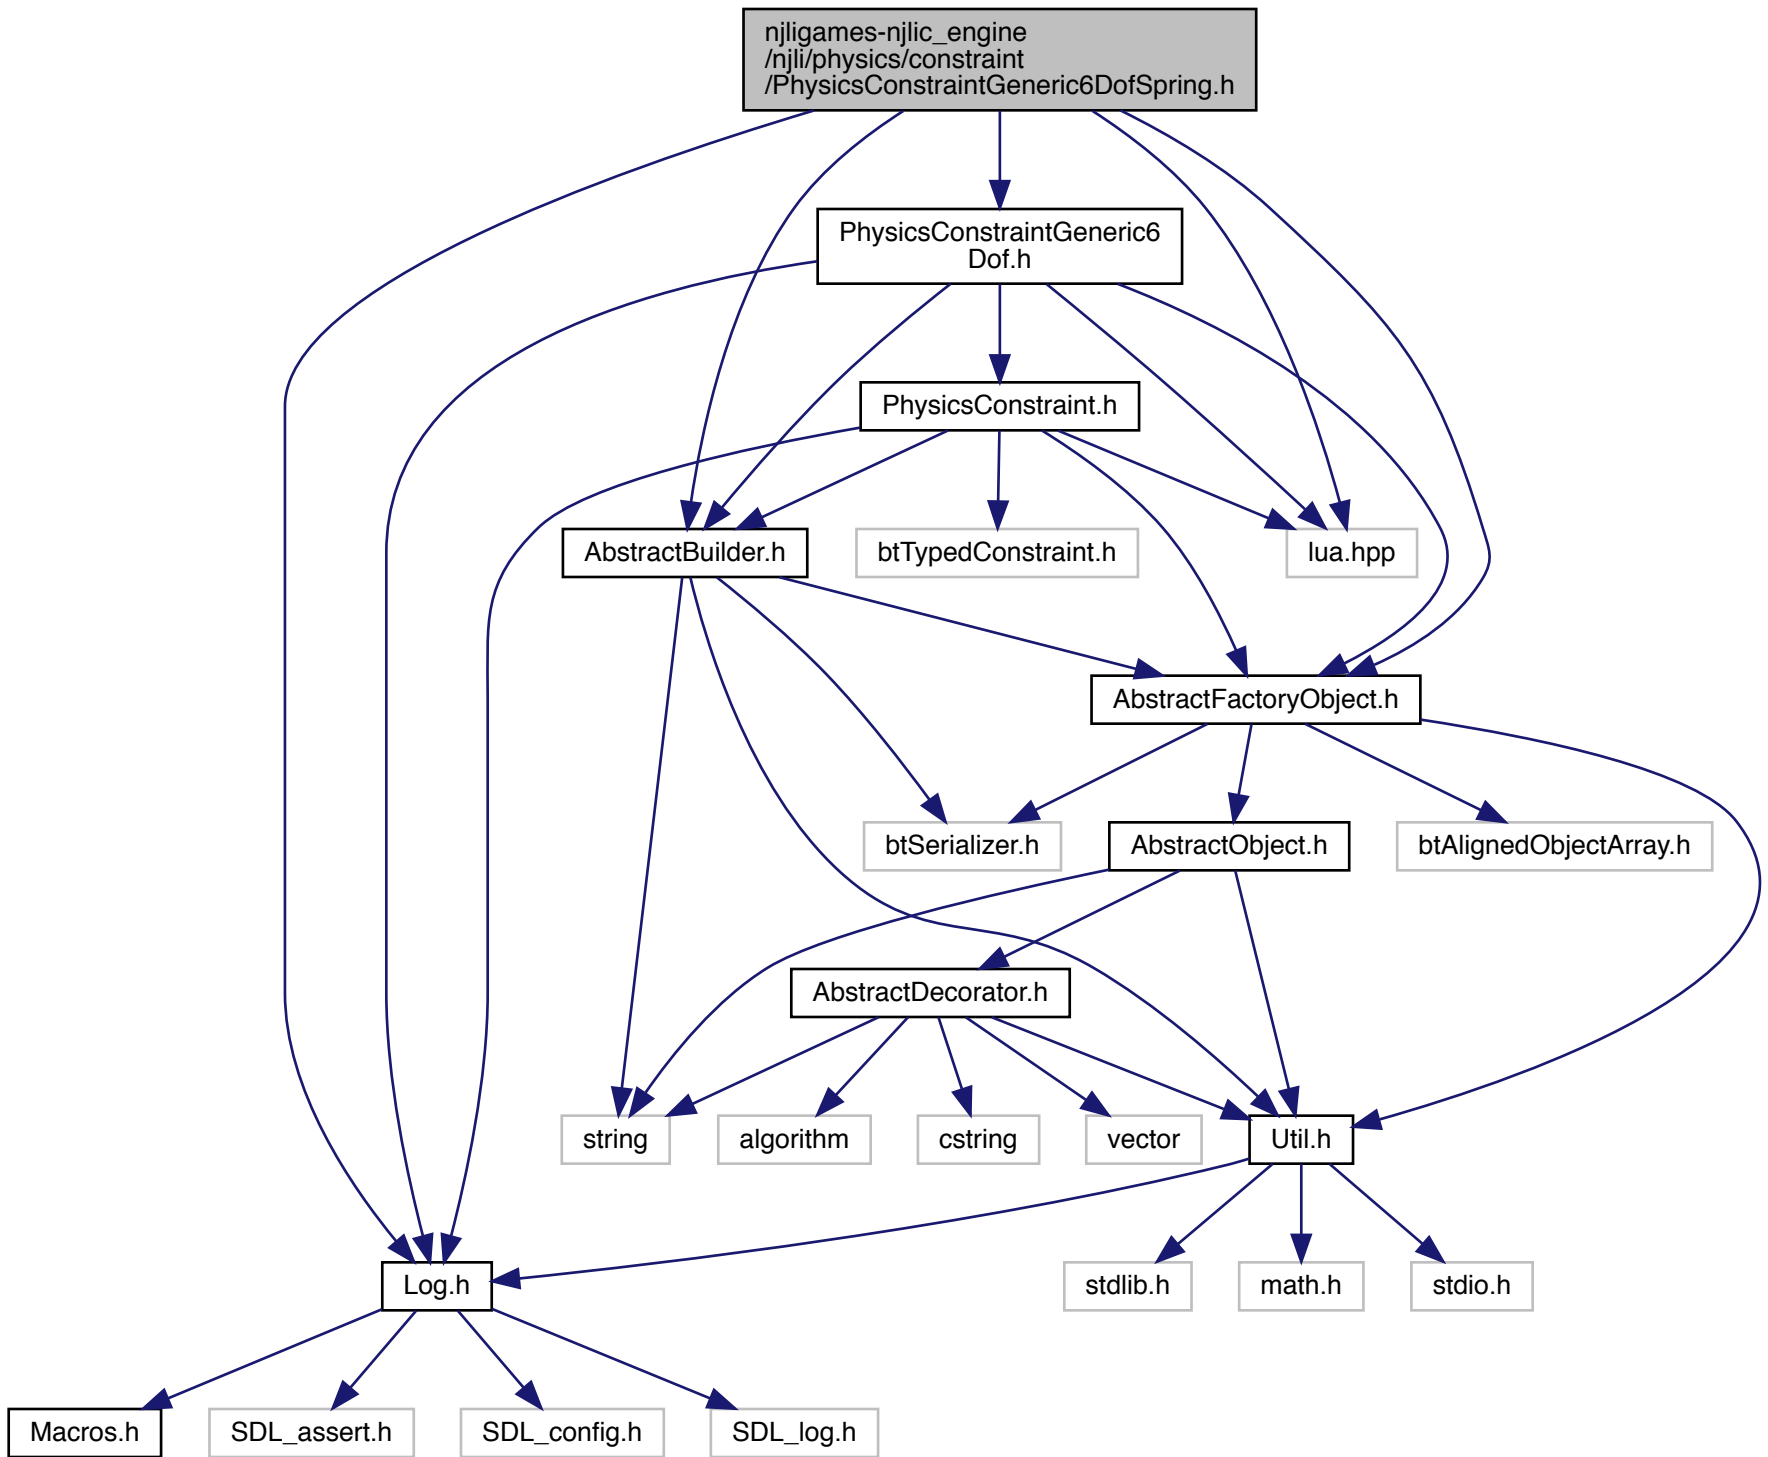 njligames-njlic_engine
/njli/physics/constraint
/PhysicsConstraintGeneric6DofSpring.h
PhysicsConstraintGeneric6
Dof.h
PhysicsConstraint.h
AbstractBuilder.h
btTypedConstraint.h
lua.hpp
AbstractFactoryObject.h
btSerializer.h
AbstractObject.h
btAlignedObjectArray.h
AbstractDecorator.h
string
algorithm
cstring
vector
Util.h
Log.h
stdlib.h
math.h
stdio.h
Macros.h
SDL_assert.h
SDL_config.h
SDL_log.h